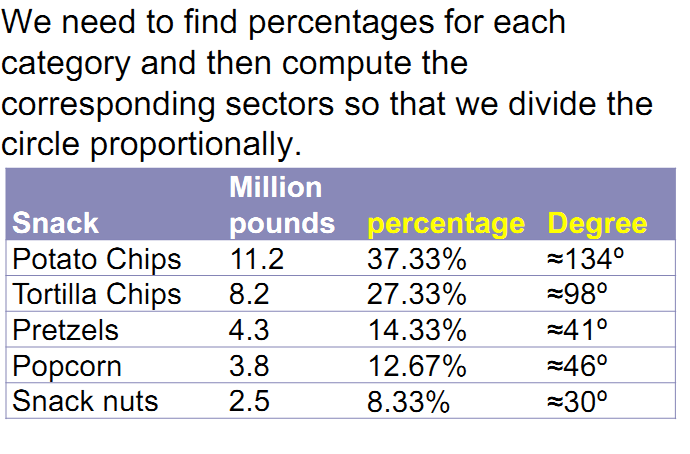 We need to find percentages for each
category and then compute the
corresponding sectors so that we divide the
circle proportionally.
Million
Snack pounds percentage Degree
Potato Chips 11.2 37.33% ≈134º
Tortilla Chips 8.2 27.33% ≈98º
Pretzels 4.3 14.33% ≈41º
Popcorn 3.8 12.67% ≈46º
Snack nuts 2.5 8.33% ≈30º